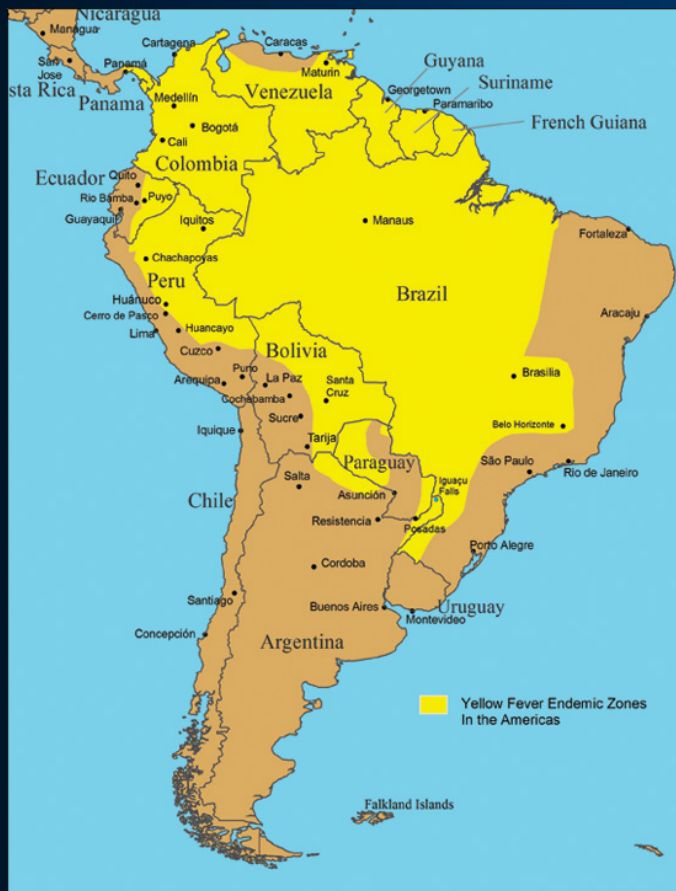 Nicaragua
Managua
San
Jose
sta Rica
Panamá
Panama
Cartagena
Caracas
Maturin
Venezuela
Guyana
Georgetown
Suriname
Paramaribo
French Guiana
Medellín
Bogotá
Cali
Colombia
Ecuador
Quito
Rio Bamba
Puyo
Guayaquil
Iquitos
Manaus
Fortaleza
Chachapoyas
Peru
Brazil
Huánuco
Cerro de Pasco
Lima
Huancayo
Aracaju
Cuzco
Bolivia
Puno
La Paz
Arequipa
Cochebamba
Santa
Cruz
Brasilia
Sucre
Iquique
Tarija
Belo Horizonte
Paraguay
São Paulo
Rio de Janeiro
Iguaçu
Falls
Salta
Chile
Asunción
Resistencia
Posadas
Porto Alegre
Cordoba
Santiago
Buenos Aires
Uruguay
Montevideo
Concepción
Argentina
Yellow Fever Endemic Zones
In the Americas
Falkland Islands